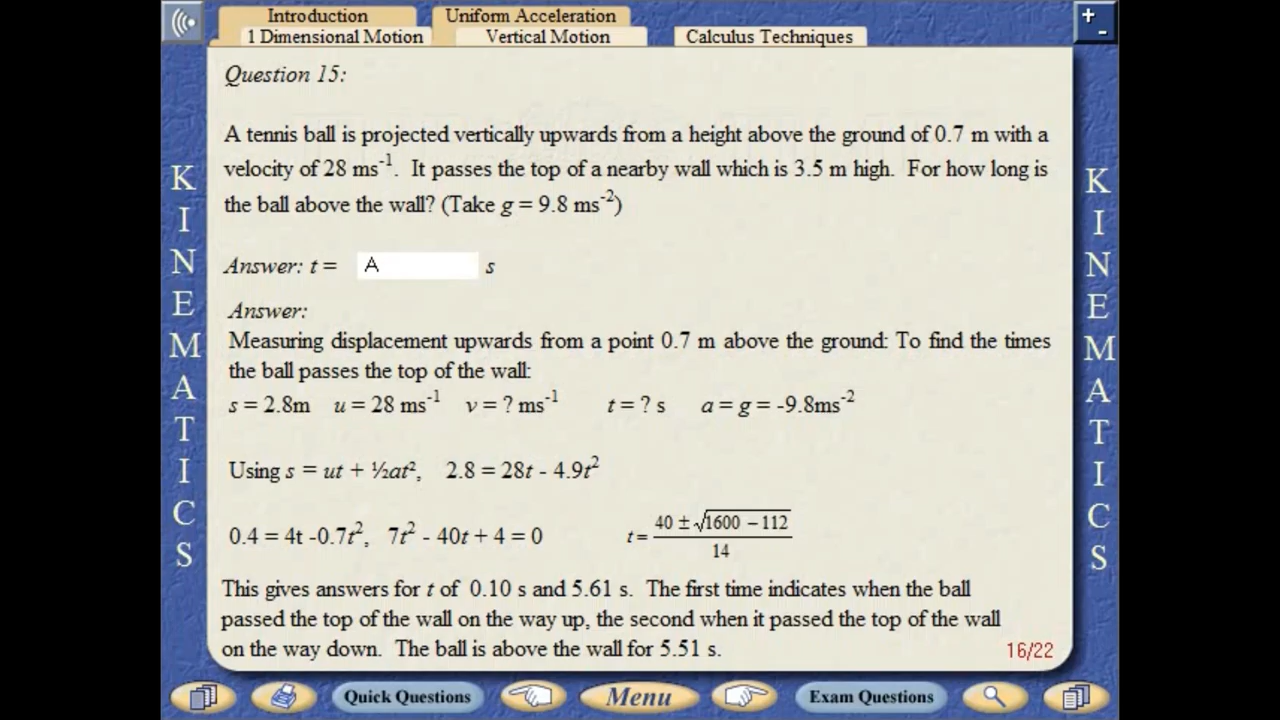 Introduction
Uniform Acceleration
1 Dimensional Motion
Vertical Motion
Calculus Techniques
+
-
Question 15:
A tennis ball is projected vertically upwards from a height above the ground of 0.7 m with a
velocity of 28 ms⁻¹. It passes the top of a nearby wall which is 3.5 m high. For how long is
the ball above the wall? (Take g = 9.8 ms⁻²)
Answer: t = A s
Answer:
Measuring displacement upwards from a point 0.7 m above the ground: To find the times
the ball passes the top of the wall:
s = 2.8m u = 28 ms⁻¹ v = ? ms⁻¹ t = ? s a = g = -9.8ms⁻²
Using s = ut + ½at², 2.8 = 28t - 4.9t²
0.4 = 4t -0.7t², 7t² - 40t + 4 = 0 t = (40 ± √(1600 – 112))/14
This gives answers for t of 0.10 s and 5.61 s. The first time indicates when the ball
passed the top of the wall on the way up, the second when it passed the top of the wall
on the way down. The ball is above the wall for 5.51 s.
16/22
KINEMATICS
KINEMATICS
Quick Questions
Menu
Exam Questions